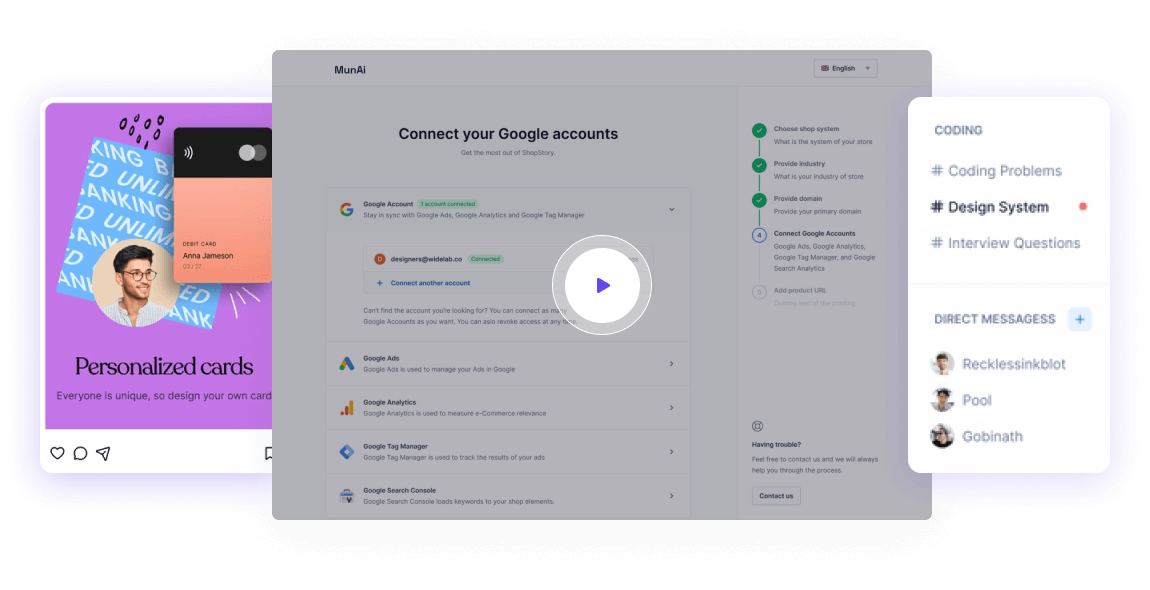 KING B
ED UNLIM
BANKING
ED
UNLI
BANK
ED
ANK
DEBIT CARD
Anna Jameson
03 / 27
Personalized cards
Everyone is unique, so design your own card
MunAi
English
Connect your Google accounts
Get the most out of ShopStory.
Google Account 1 account connected
Stay in sync with Google Ads, Google Analytics and Google Tag Manager
D designers@widelab.co Connected
+ Connect another account
Can't find the account you're looking for? You can connect as many
Google Accounts as you want. You can aslo revoke access at any time.
Google Ads
Google Ads is used to manage your Ads in Google
Google Analytics
Google Analytics is used to measure e-Commerce relevance
Google Tag Manager
Google Tag Manager is used to track the results of your ads
Google Search Console
Google Search Console loads keywords to your shop elements.
Choose shop system
What is the system of your store
Provide industry
What is your industry of store
Provide domain
Provide your primary domain
4 Connect Google Accounts
Google Ads, Google Analytics,
Google Tag Manager, and Google
Search Analytics
5 Add product URL
Dummy text of the printing
Having trouble?
Feel free to contact us and we will always
help you through the process.
Contact us
CODING
# Coding Problems
# Design System
# Interview Questions
DIRECT MESSAGESS +
Recklessinkblot
Pool
Gobinath